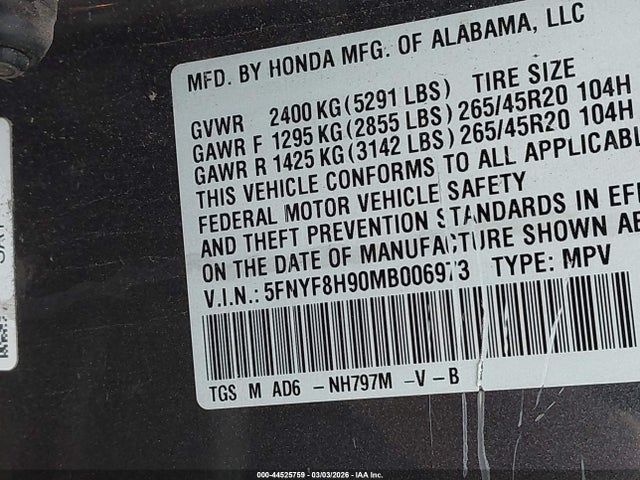 MFD. BY HONDA MFG. OF ALABAMA, LLC
GVWR 2400 KG (5291 LBS) TIRE SIZE
GAWR F 1295 KG (2855 LBS) 265/45R20 104H
GAWR R 1425 KG (3142 LBS) 265/45R20 104H
THIS VEHICLE CONFORMS TO ALL APPLICABL
FEDERAL MOTOR VEHICLE SAFETY
AND THEFT PREVENTION STANDARDS IN EFF
ON THE DATE OF MANUFACTURE SHOWN AB
V.I.N.: 5FNYF8H90MB006973 TYPE: MPV
TGS M AD6 - NH797M - V - B
000-44525759 - 03/03/2026 - IAA Inc.